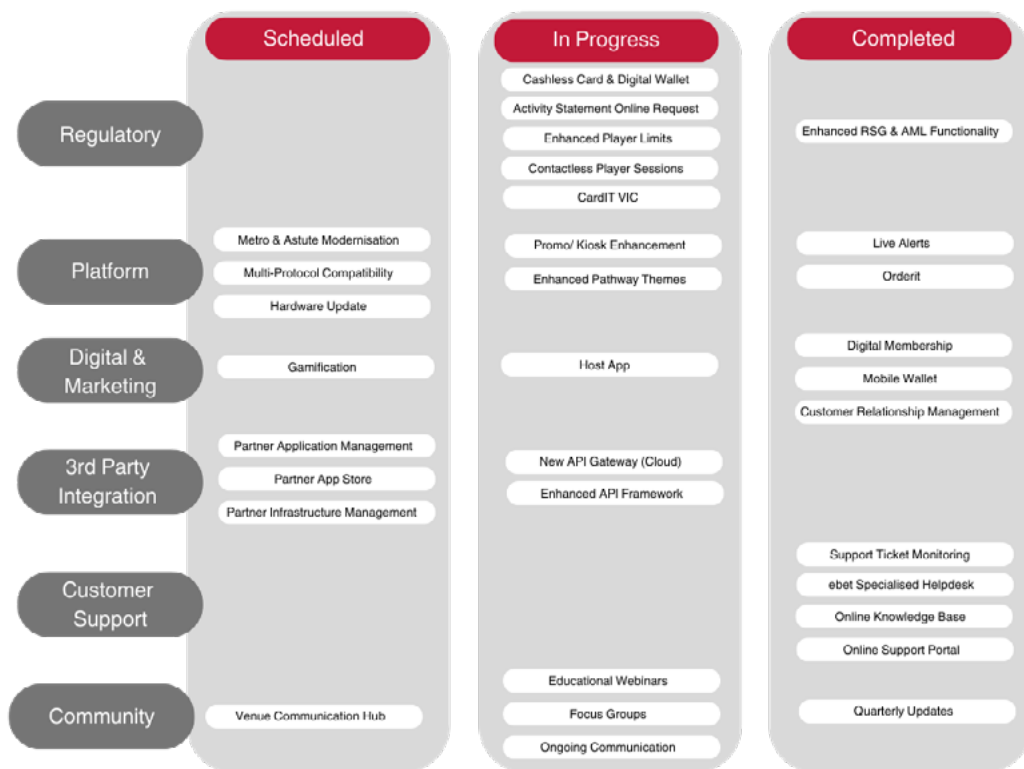 Scheduled
In Progress
Completed
Regulatory
Cashless Card & Digital Wallet
Activity Statement Online Request
Enhanced Player Limits
Contactless Player Sessions
CardIT VIC
Enhanced RSG & AML Functionality
Platform
Metro & Astute Modernisation
Multi-Protocol Compatibility
Hardware Update
Promo/ Kiosk Enhancement
Enhanced Pathway Themes
Live Alerts
Orderit
Digital &
Marketing
Gamification
Host App
Digital Membership
Mobile Wallet
Customer Relationship Management
3rd Party
Integration
Partner Application Management
Partner App Store
Partner Infrastructure Management
New API Gateway (Cloud)
Enhanced API Framework
Customer
Support
Support Ticket Monitoring
ebet Specialised Helpdesk
Online Knowledge Base
Online Support Portal
Community
Venue Communication Hub
Educational Webinars
Focus Groups
Ongoing Communication
Quarterly Updates